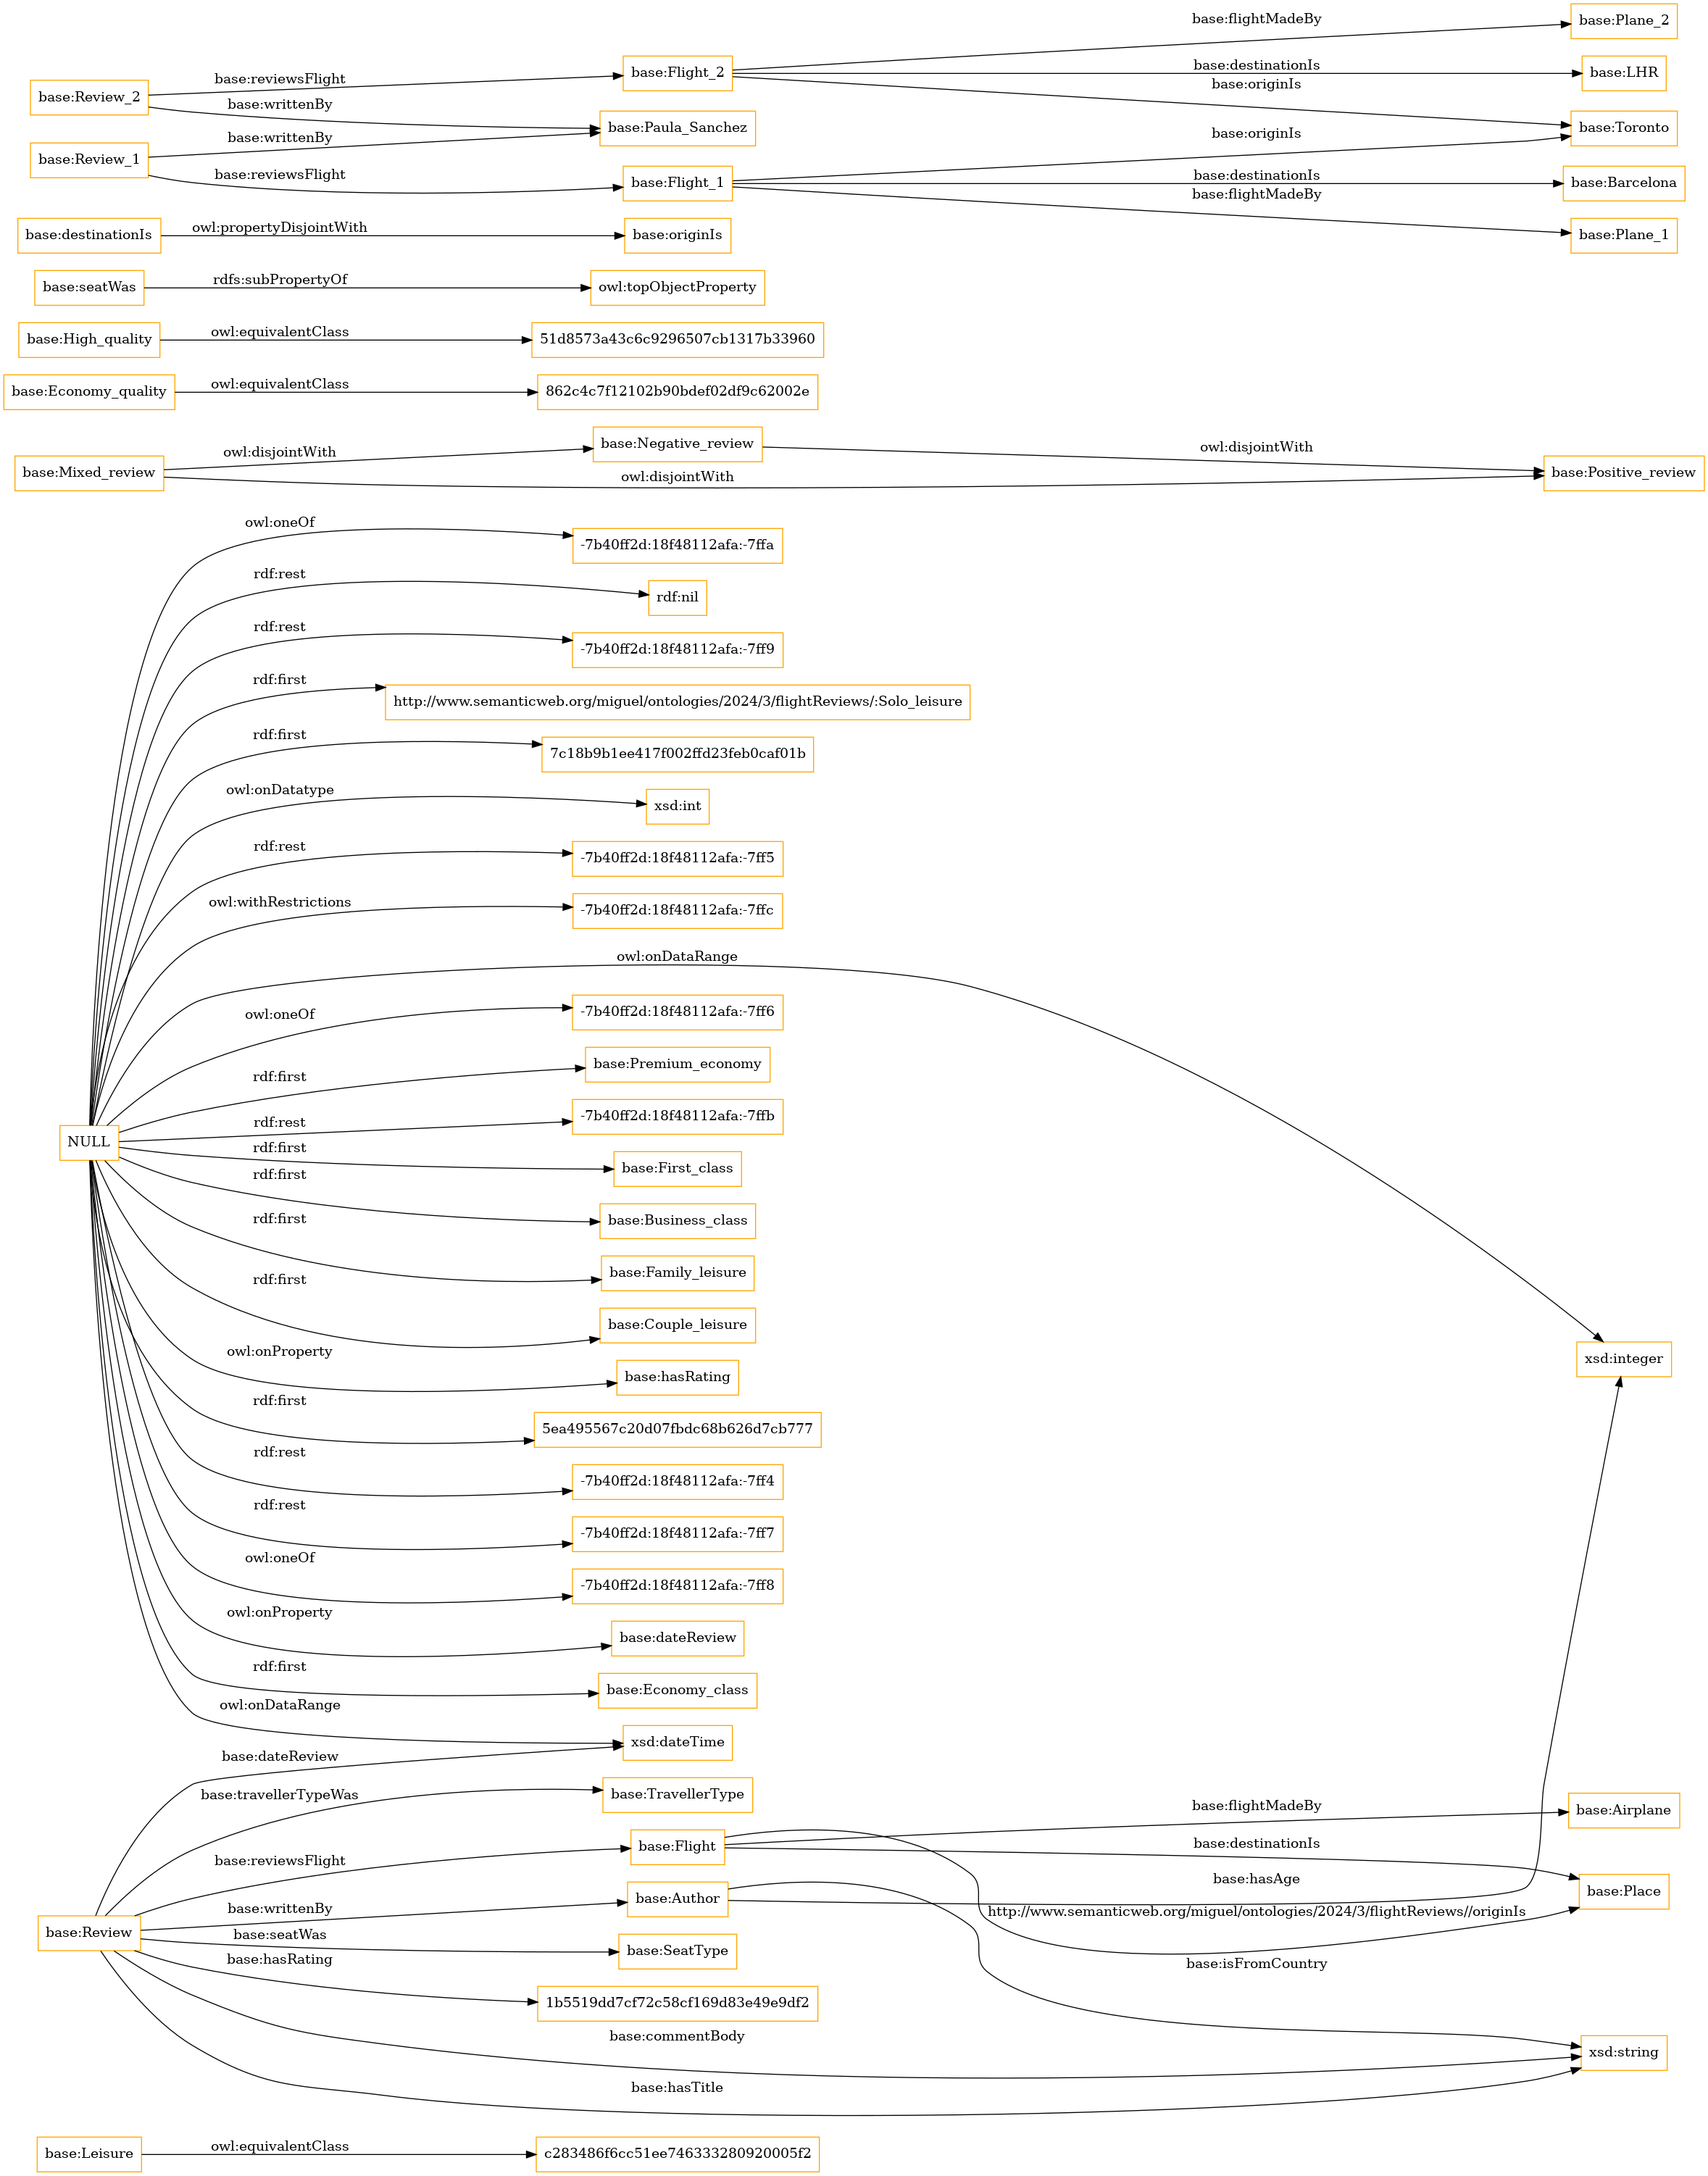 base:flightMadeBy
base:Plane_2
base:Flight_2
base:destinationIs
base:LHR
base:reviewsFlight
base:originIs
base:Review_2
base:writtenBy
base:Paula_Sanchez
base:Toronto
base:writtenBy
base:originIs
base:Review_1
base:reviewsFlight
base:Flight_1
base:destinationIs
base:Barcelona
base:flightMadeBy
base:Plane_1
base:destinationIs
owl:propertyDisjointWith
base:originIs
base:seatWas
rdfs:subPropertyOf
owl:topObjectProperty
base:High_quality
owl:equivalentClass
51d8573a43c6c9296507cb1317b33960
base:Economy_quality
owl:equivalentClass
862c4c7f12102b90bdef02df9c62002e
base:Mixed_review
owl:disjointWith
base:Negative_review
owl:disjointWith
owl:disjointWith
base:Positive_review
owl:oneOf
-7b40ff2d:18f48112afa:-7ffa
rdf:rest
rdf:nil
rdf:rest
-7b40ff2d:18f48112afa:-7ff9
rdf:first
http://www.semanticweb.org/miguel/ontologies/2024/3/flightReviews/:Solo_leisure
rdf:first
7c18b9b1ee417f002ffd23feb0caf01b
owl:onDatatype
xsd:int
rdf:rest
-7b40ff2d:18f48112afa:-7ff5
owl:withRestrictions
-7b40ff2d:18f48112afa:-7ffc
owl:onDataRange
owl:oneOf
-7b40ff2d:18f48112afa:-7ff6
rdf:first
base:Premium_economy
rdf:rest
-7b40ff2d:18f48112afa:-7ffb
NULL
rdf:first
base:First_class
rdf:first
base:Business_class
rdf:first
base:Family_leisure
rdf:first
base:Couple_leisure
xsd:integer
owl:onProperty
base:hasRating
rdf:first
5ea495567c20d07fbdc68b626d7cb777
rdf:rest
-7b40ff2d:18f48112afa:-7ff4
rdf:rest
-7b40ff2d:18f48112afa:-7ff7
owl:oneOf
-7b40ff2d:18f48112afa:-7ff8
owl:onProperty
base:dateReview
rdf:first
base:Economy_class
owl:onDataRange
xsd:dateTime
base:dateReview
base:travellerTypeWas
base:TravellerType
base:flightMadeBy
base:Airplane
base:reviewsFlight
base:Flight
base:destinationIs
base:hasAge
base:Place
base:writtenBy
base:Author
http://www.semanticweb.org/miguel/ontologies/2024/3/flightReviews//originIs
base:Review
base:seatWas
base:SeatType
base:isFromCountry
base:hasRating
1b5519dd7cf72c58cf169d83e49e9df2
base:commentBody
xsd:string
base:hasTitle
base:Leisure
owl:equivalentClass
c283486f6cc51ee746333280920005f2